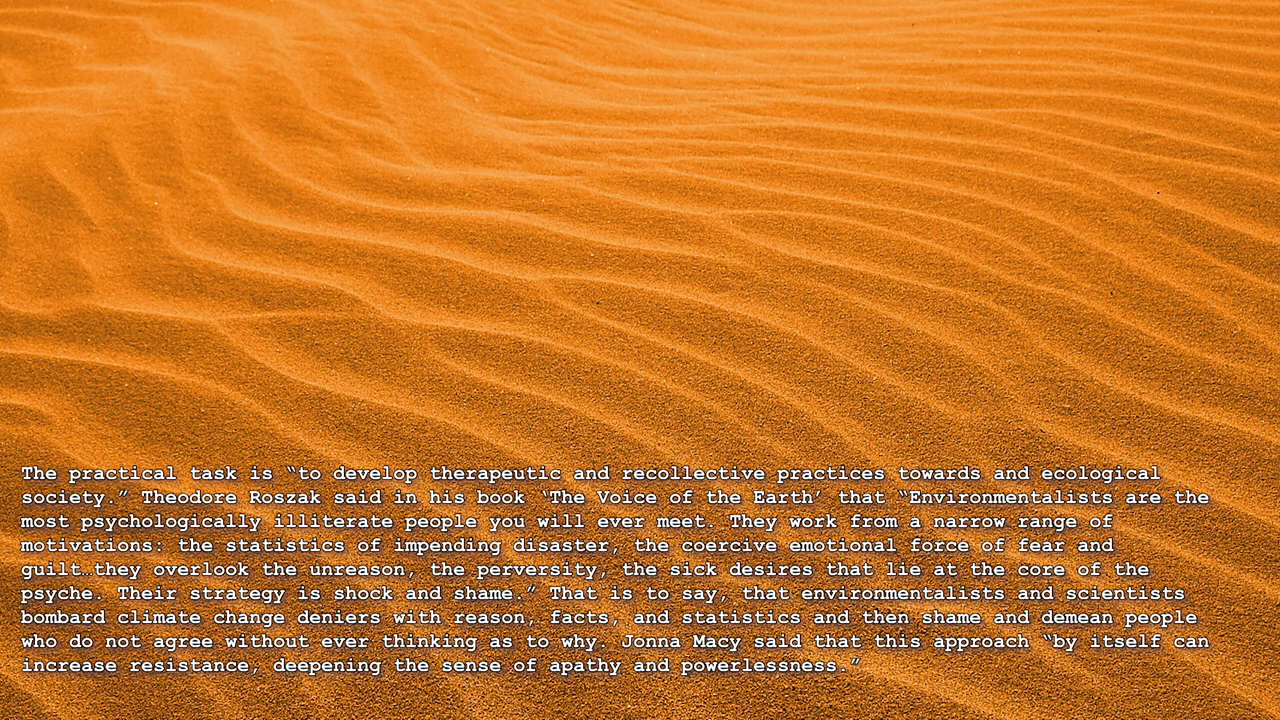 The practical task is “to develop therapeutic and recollective practices towards and ecological
society.” Theodore Roszak said in his book ‘The Voice of the Earth’ that “Environmentalists are the
most psychologically illiterate people you will ever meet. They work from a narrow range of
motivations: the statistics of impending disaster, the coercive emotional force of fear and
guilt…they overlook the unreason, the perversity, the sick desires that lie at the core of the
psyche. Their strategy is shock and shame.” That is to say, that environmentalists and scientists
bombard climate change deniers with reason, facts, and statistics and then shame and demean people
who do not agree without ever thinking as to why. Jonna Macy said that this approach “by itself can
increase resistance, deepening the sense of apathy and powerlessness.”